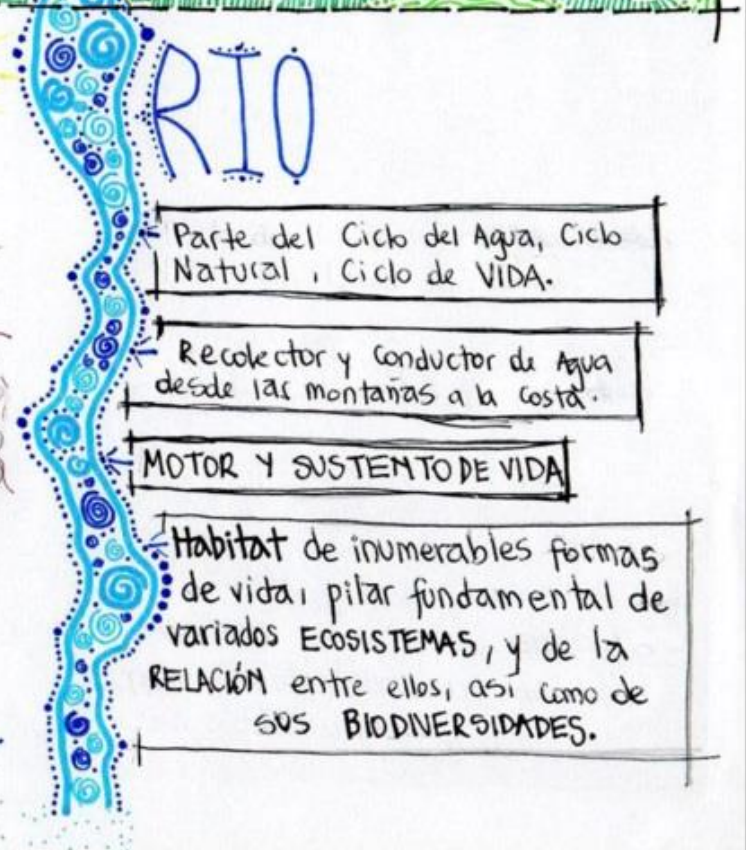 RIO
Parte del Ciclo del Agua, Ciclo
Natural, Ciclo de VIDA.
Recolector y Conductor de Agua
desde las montañas a la Costa.
MOTOR Y SUSTENTO DE VIDA
Habitat de inumerables formas
de vida, pilar fundamental de
variados ECOSISTEMAS, y de la
RELACIÓN entre ellos, así como de
SUS BIODIVERSIDADES.